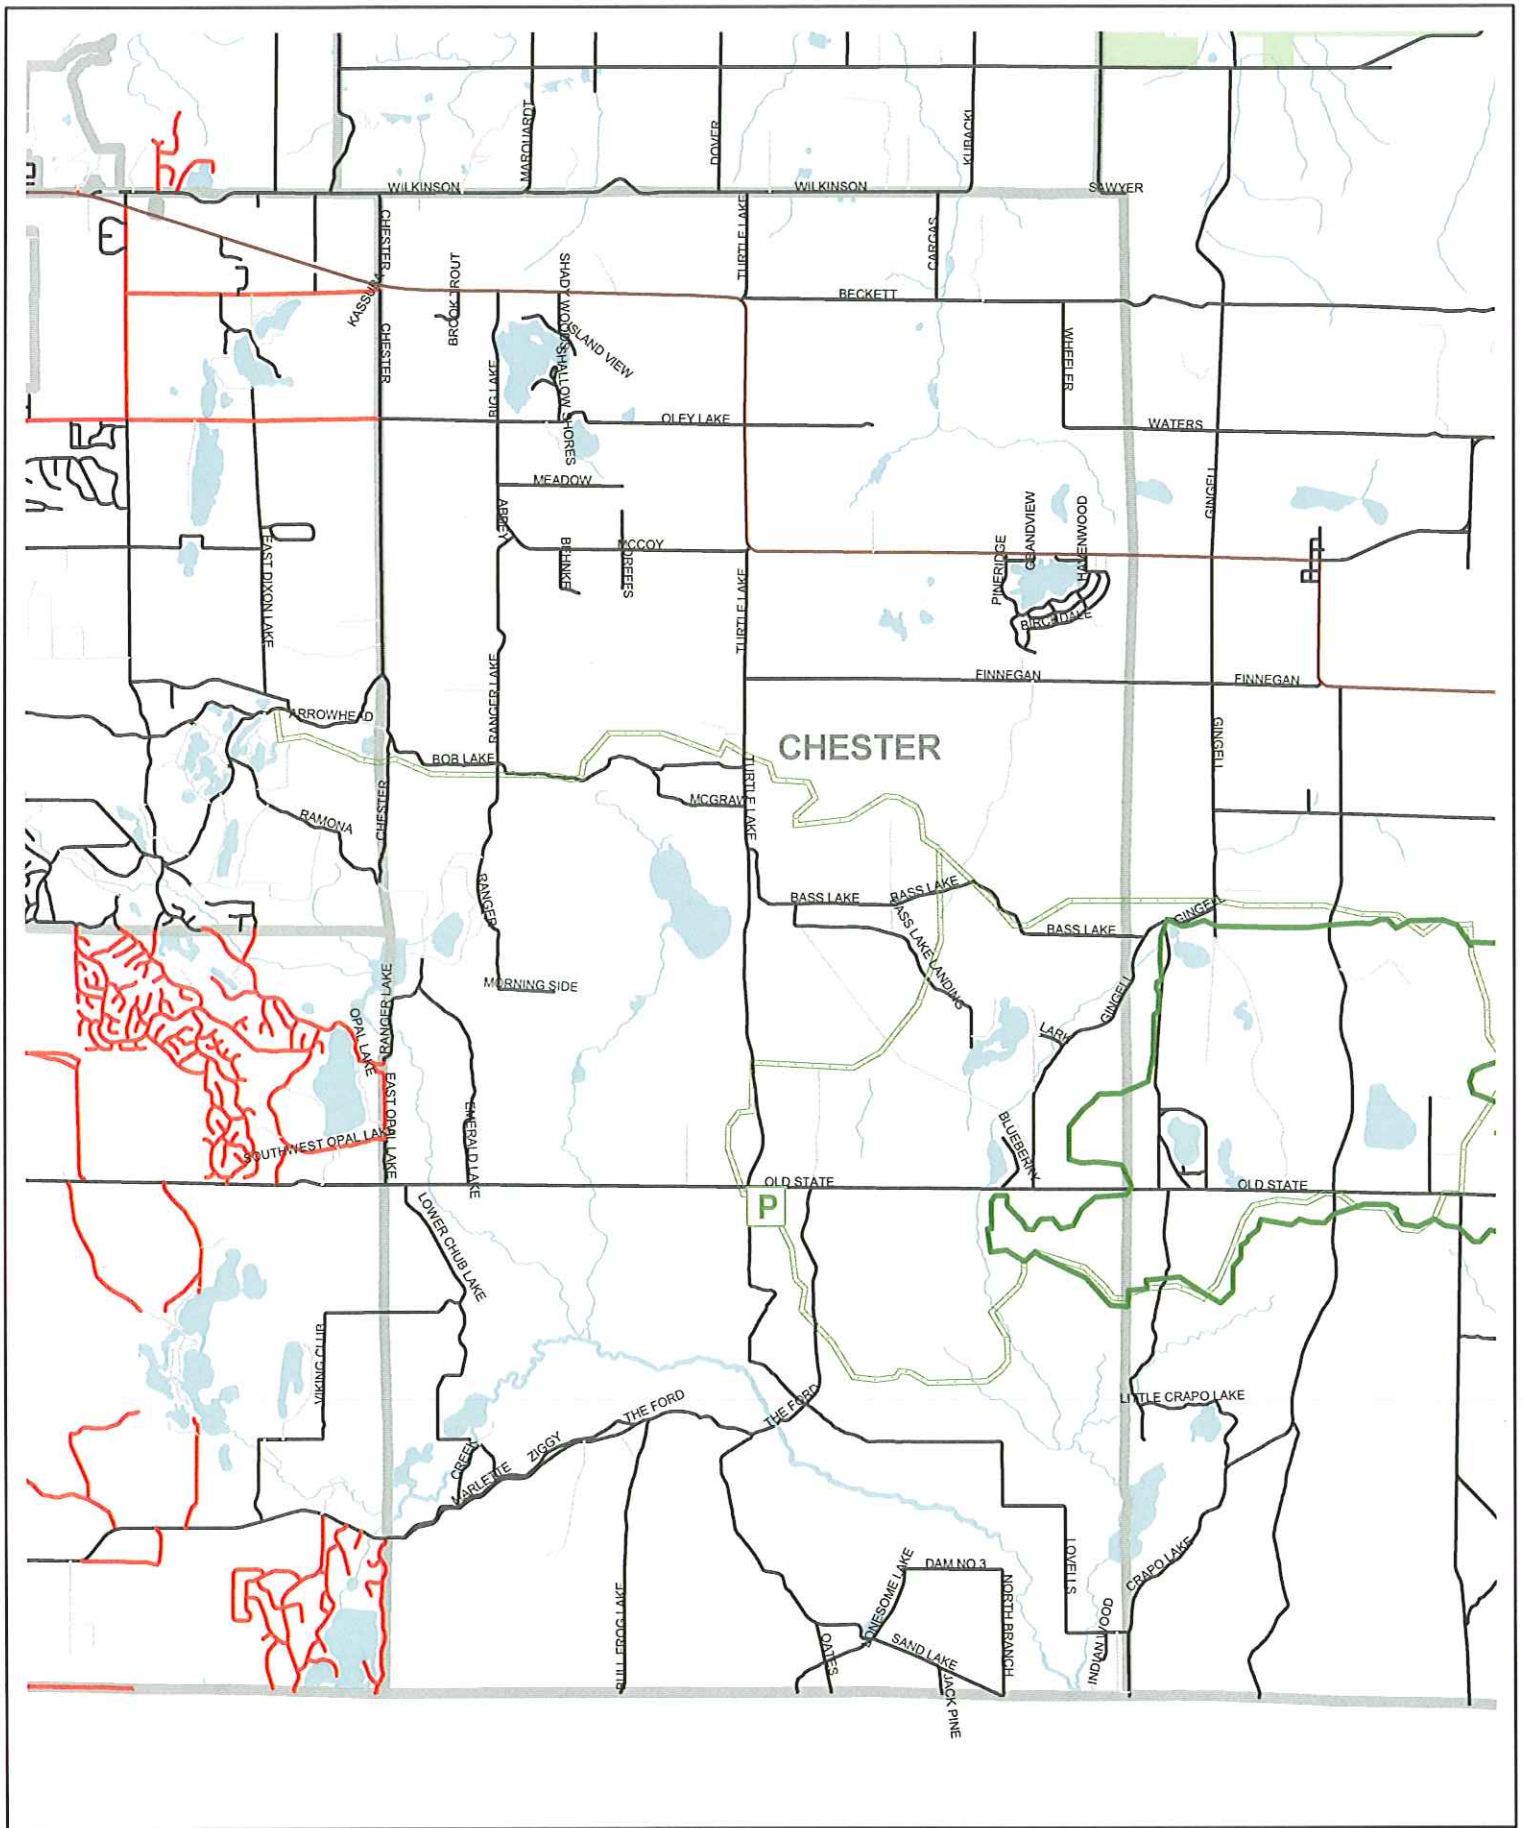 MARQUARDT
DOVER
KUBACKI
WILKINSON
WILKINSON
SAWYER
CHESTER
TURTLE LAKE
CARGAS
BROOK TROUT
SHADY WOODS
KASSUBA
BECKETT
CHESTER
ISLAND VIEW
WHEELER
BIG LAKE
SHALLOW SHORES
OLEY LAKE
WATERS
MEADOW
GINGELL
ABBEY
GRANDVIEW
HAVENWOOD
EAST DIXON LAKE
BEHNKE
MCCOY
PINERIDGE
TURTLE LAKE
BIRCHDALE
RANGER LAKE
FINNEGAN
FINNEGAN
ARROWHEAD
GINGELL
CHESTER
BOB LAKE
TURTLE LAKE
MCGRAW
CHESTER
RAMONA
RANGER
BASS LAKE
BASS LAKE
BASS LAKE LANDING
GINGELL
BASS LAKE
MORNING SIDE
RANGER LAKE
OPAL LAKE
GINGELL
LARK
EAST OPAL LAKE
EMERALD LAKE
BLUEBERRY
SOUTHWEST OPAL LAKE
OLD STATE
OLD STATE
P
LOWER CHUB LAKE
VIKING CLUB
THE FORD
THE FORD
LITTLE CRAPO LAKE
ZIGGY
CREEK
MARLETTE
LOVELLS
CRAPO LAKE
DAM NO 3
LONESOME LAKE
NORTH BRANCH
BULLFROG LAKE
OATES
SAND LAKE
INDIAN WOOD
JACK PINE